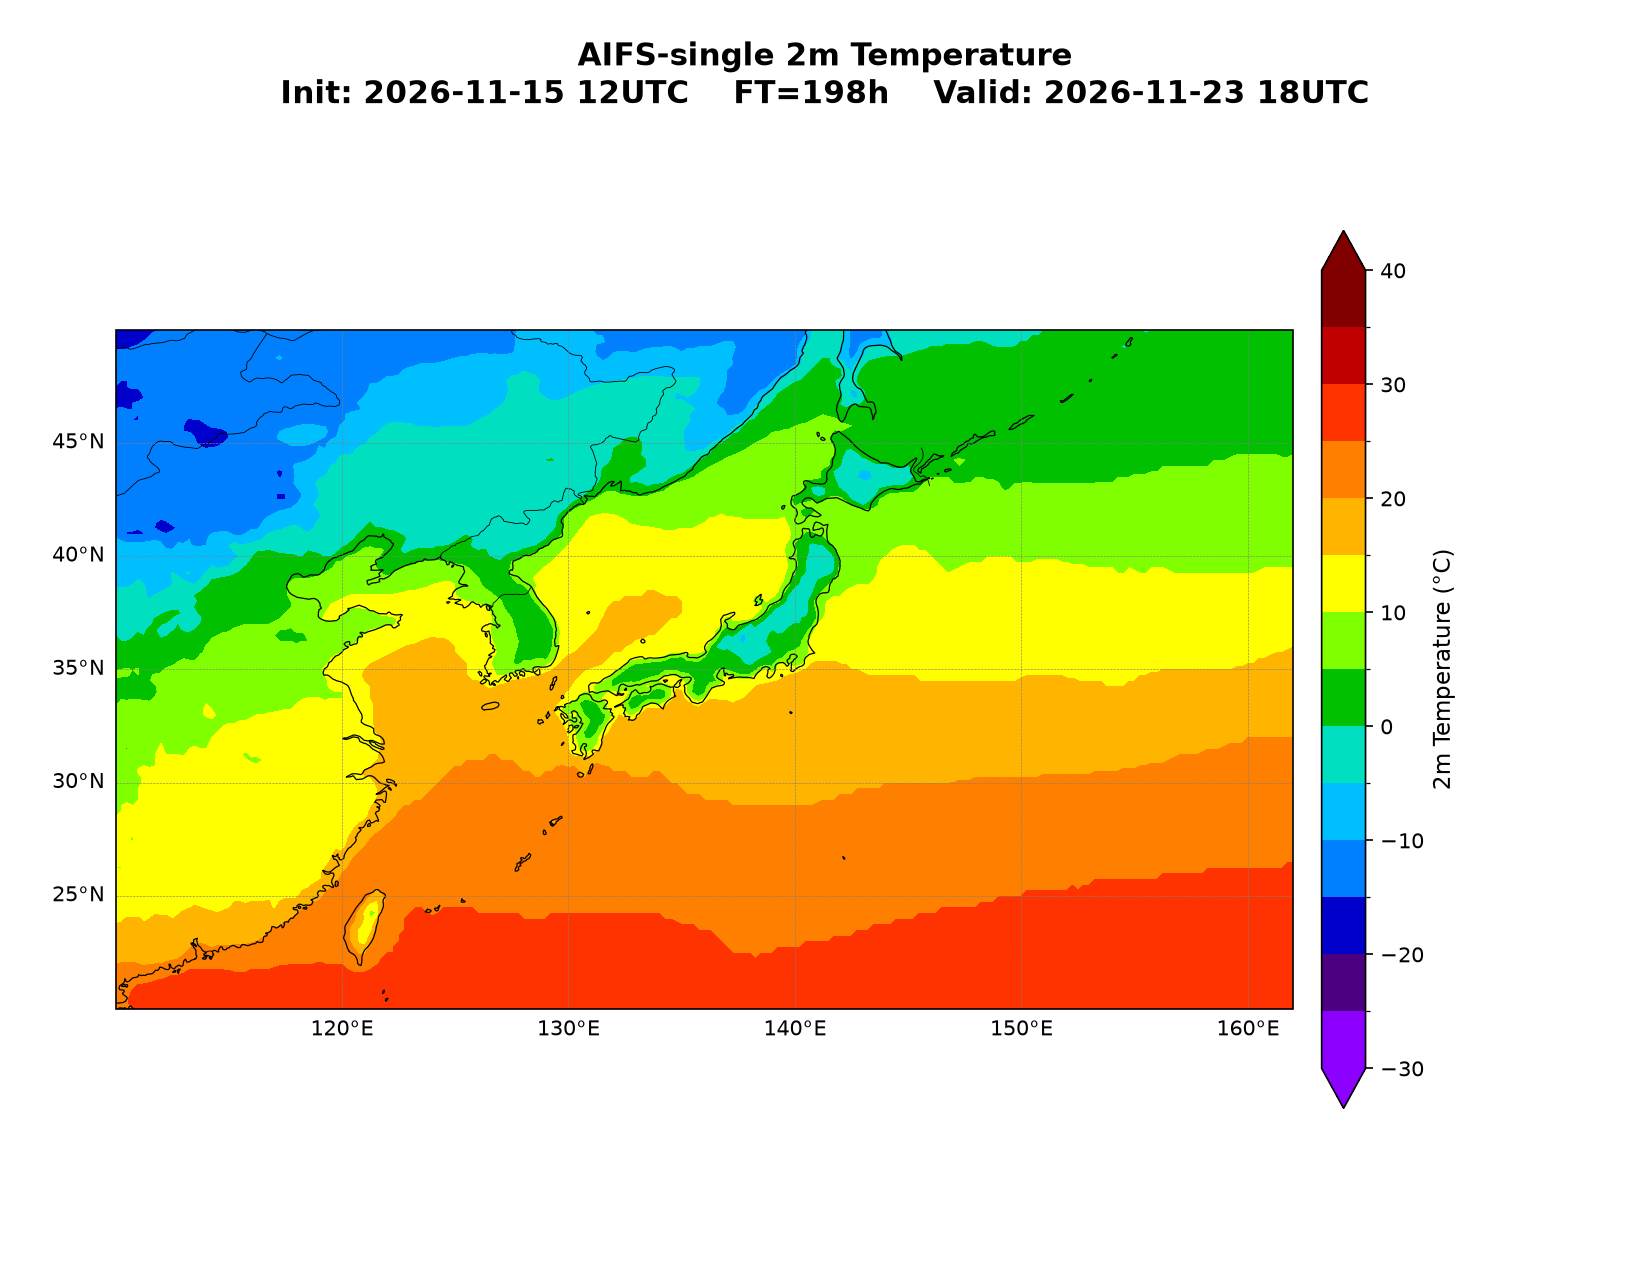 AIFS-single 2m Temperature
Init: 2026-11-15 12UTC    FT=198h    Valid: 2026-11-23 18UTC
45°N
40°N
35°N
30°N
25°N
120°E
130°E
140°E
150°E
160°E
40
30
20
10
0
−10
−20
−30
2m Temperature (°C)